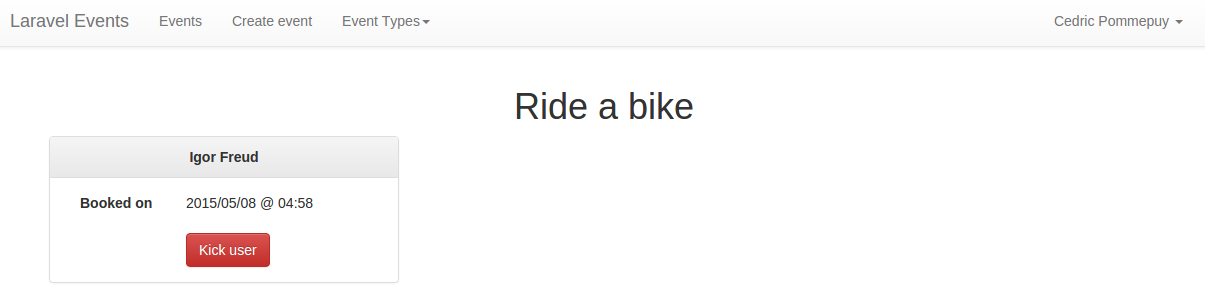 Laravel Events Events Create event Event Types Cedric Pommepuy
Ride a bike
Igor Freud
Booked on 2015/05/08 @ 04:58
Kick user